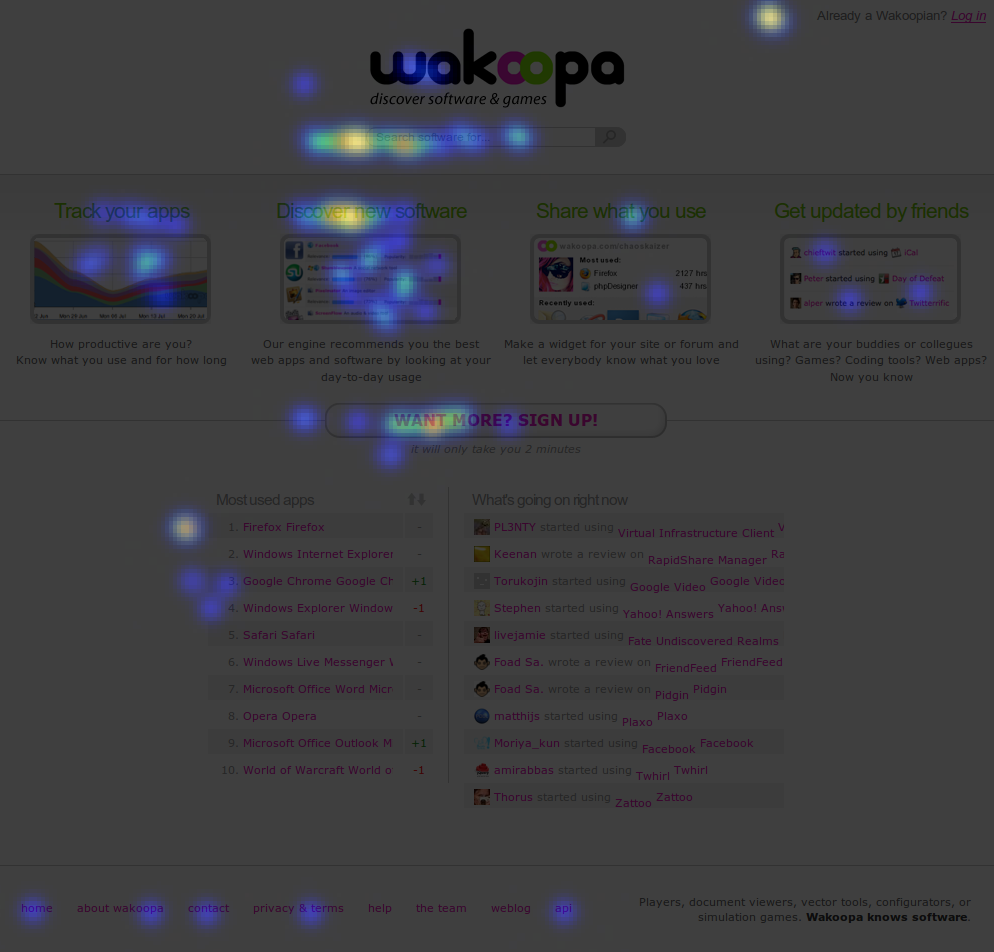 Already a Wakoopian? Log in
wakoopa
discover software & games
Search software for...
Track your apps
Discover new software
Share what you use
Get updated by friends
Facebook
wakoopa.com/chaoskaizer
Most used:
Firefox 2127 hrs
phpDesigner 437 hrs
Recently used:
chieftwit started using iCal
Peter started using Day of Defeat
alper wrote a review on Twitterrific
How productive are you?
Know what you use and for how long
Our engine recommends you the best
web apps and software by looking at your
day-to-day usage
Make a widget for your site or forum and
let everybody know what you love
What are your buddies or collegues
using? Games? Coding tools? Web apps?
Now you know
WANT MORE? SIGN UP!
it will only take you 2 minutes
Most used apps
1. Firefox Firefox -
2. Windows Internet Explorer -
3. Google Chrome Google Ch +1
4. Windows Explorer Window -1
5. Safari Safari -
6. Windows Live Messenger W -
7. Microsoft Office Word Micr -
8. Opera Opera -
9. Microsoft Office Outlook M +1
10. World of Warcraft World o -1
What's going on right now
PL3NTY started using Virtual Infrastructure Client V
Keenan wrote a review on RapidShare Manager Ra
Torukojin started using Google Video Google Video
Stephen started using Yahoo! Answers Yahoo! Ans
livejamie started using Fate Undiscovered Realms
Foad Sa. wrote a review on FriendFeed FriendFeed
Foad Sa. wrote a review on Pidgin Pidgin
matthijs started using Plaxo Plaxo
Moriya_kun started using Facebook Facebook
amirabbas started using Twhirl Twhirl
Thorus started using Zattoo Zattoo
home about wakoopa contact privacy & terms help the team weblog api
Players, document viewers, vector tools, configurators, or
simulation games. Wakoopa knows software.